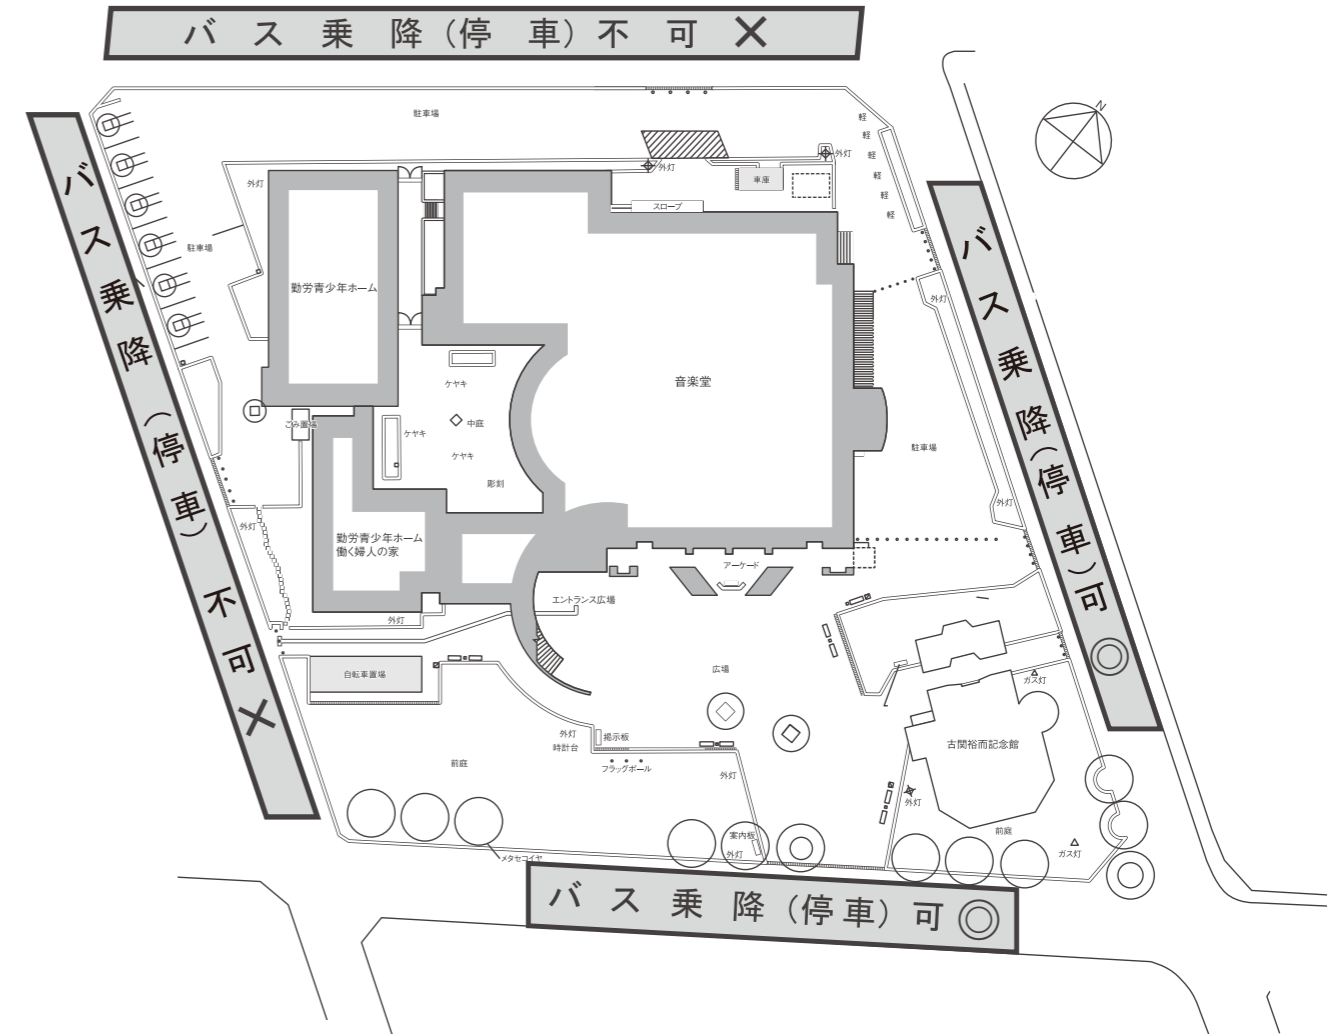 バス乗降(停車)不可×
バス乗降(停車)不可×
バス乗降(停車)可◎
バス乗降(停車)可◎
N
駐車場
軽
軽
軽
軽
軽
軽
外灯
外灯
外灯
車庫
スロープ
駐車場
勤労青少年ホーム
音楽堂
外灯
ケヤキ
ごみ置場
ケヤキ
中庭
ケヤキ
彫刻
駐車場
外灯
外灯
勤労青少年ホーム
働く婦人の家
アーケード
エントランス広場
外灯
自転車置場
広場
ガス灯
外灯
時計台
掲示板
フラッグポール
前庭
外灯
古関裕而記念館
外灯
案内板
外灯
前庭
ガス灯
メタセコイヤ